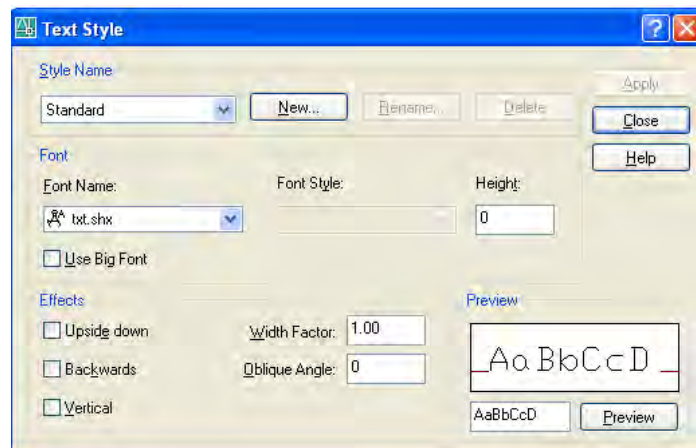 Text Style
Style Name
Apply
Standard
New...
Rename...
Delete
Close
Font
Help
Font Name:
Font Style:
Height:
txt.shx
0
Use Big Font
Effects
Preview
Upside down
Width Factor:
1.00
AaBbCcD
Backwards
Oblique Angle:
0
Vertical
AaBbCcD
Preview